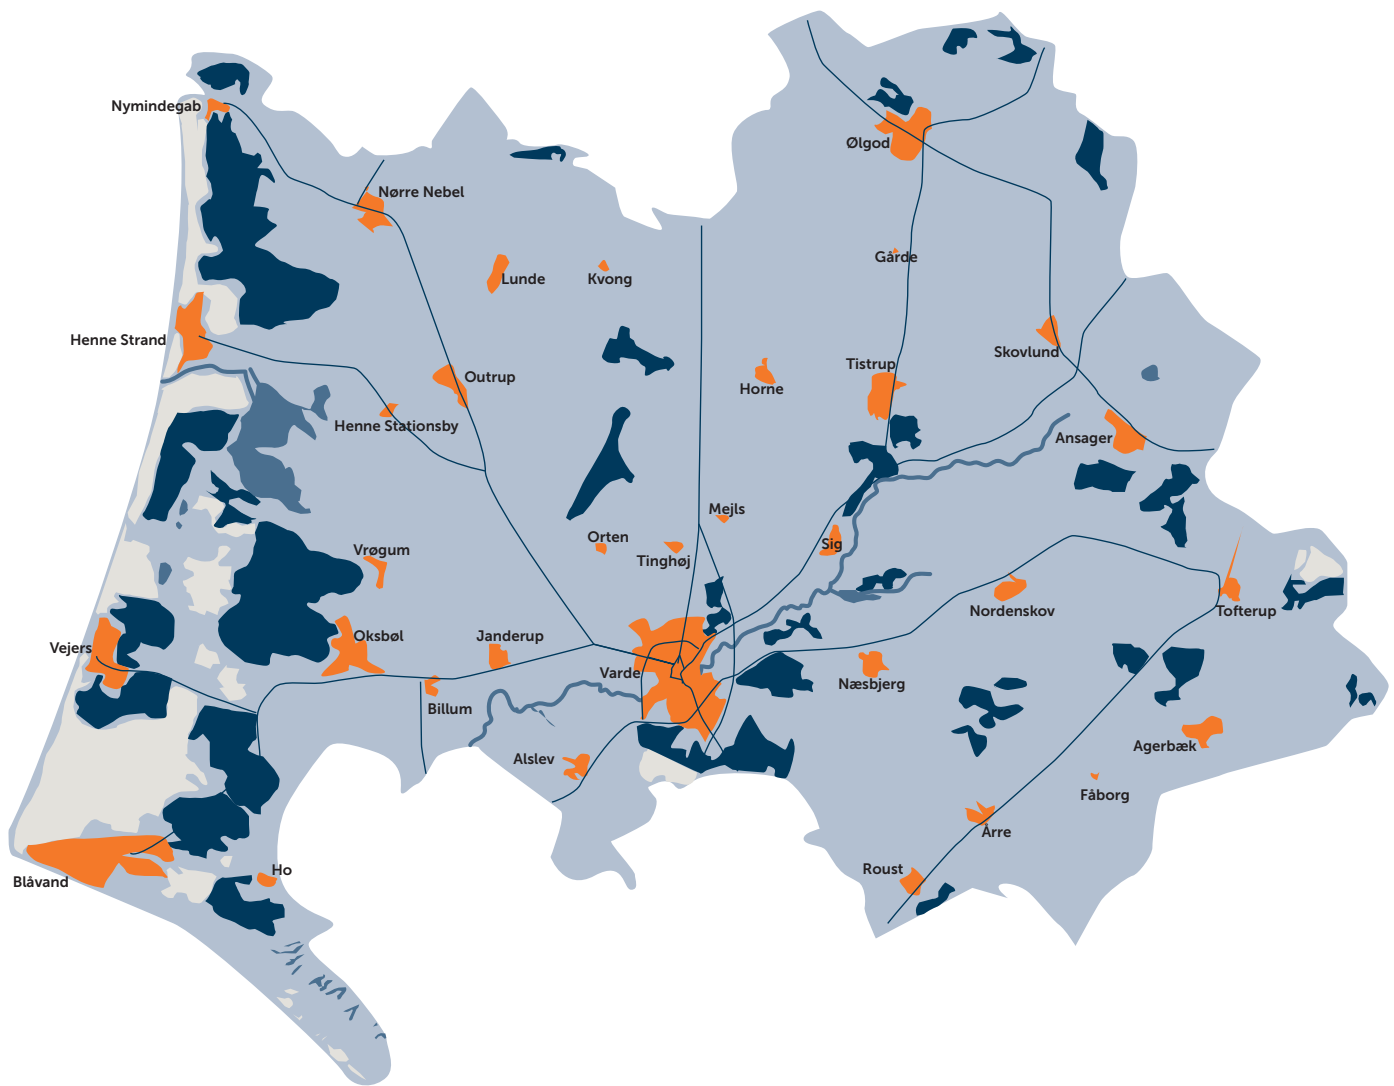 Nymindegab
Ølgod
Nørre Nebel
Gårde
Lunde
Kvong
Henne Strand
Skovlund
Tistrup
Outrup
Horne
Henne Stationsby
Ansager
Mejls
Orten
Sig
Vrøgum
Tinghøj
Nordenskov
Tofterup
Oksbøl
Janderup
Vejers
Varde
Næsbjerg
Billum
Agerbæk
Alslev
Fåborg
Årre
Ho
Roust
Blåvand